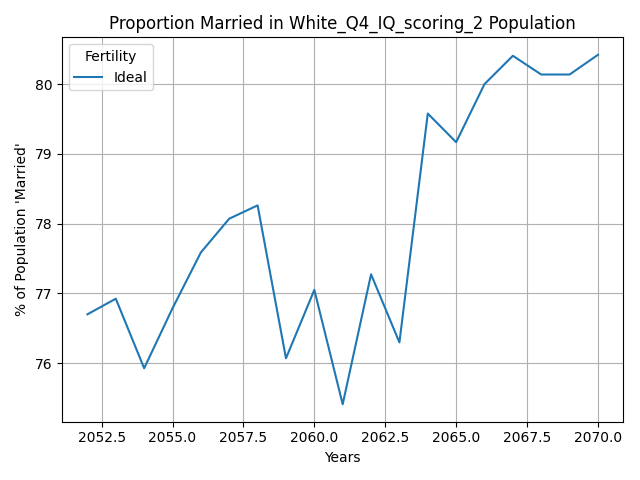 Proportion Married in White_Q4_IQ_scoring_2 Population
Fertility
Ideal
80
79
78
77
76
% of Population 'Married'
2052.5 2055.0 2057.5 2060.0 2062.5 2065.0 2067.5 2070.0
Years